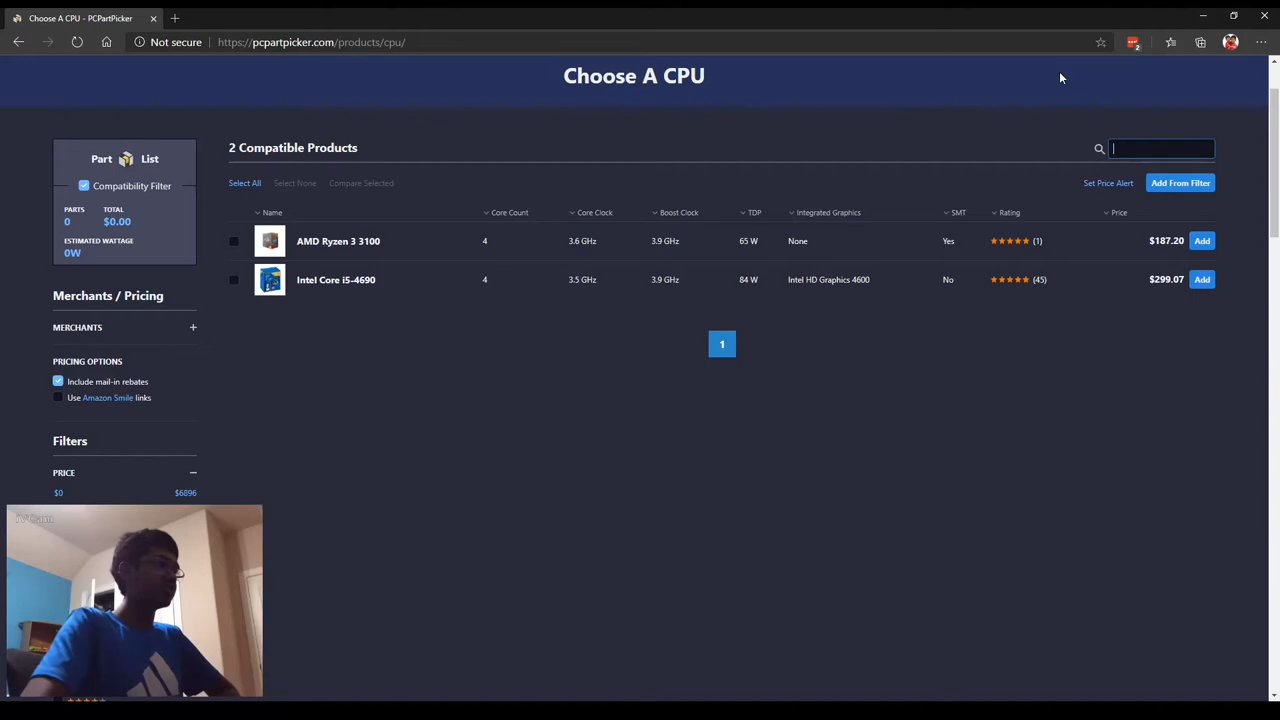 Choose A CPU - PCPartPicker
Not secure https://pcpartpicker.com/products/cpu/
2
Choose A CPU
Part List
Compatibility Filter
PARTS TOTAL
0 $0.00
ESTIMATED WATTAGE
0W
2 Compatible Products
Select All Select None Compare Selected Set Price Alert Add From Filter
Name Core Count Core Clock Boost Clock TDP Integrated Graphics SMT Rating Price
AMD Ryzen 3 3100 4 3.6 GHz 3.9 GHz 65 W None Yes (1) $187.20 Add
Intel Core i5-4690 4 3.5 GHz 3.9 GHz 84 W Intel HD Graphics 4600 No (45) $299.07 Add
1
Merchants / Pricing
MERCHANTS
PRICING OPTIONS
Include mail-in rebates
Use Amazon Smile links
Filters
PRICE
$0 $6896
iVCam